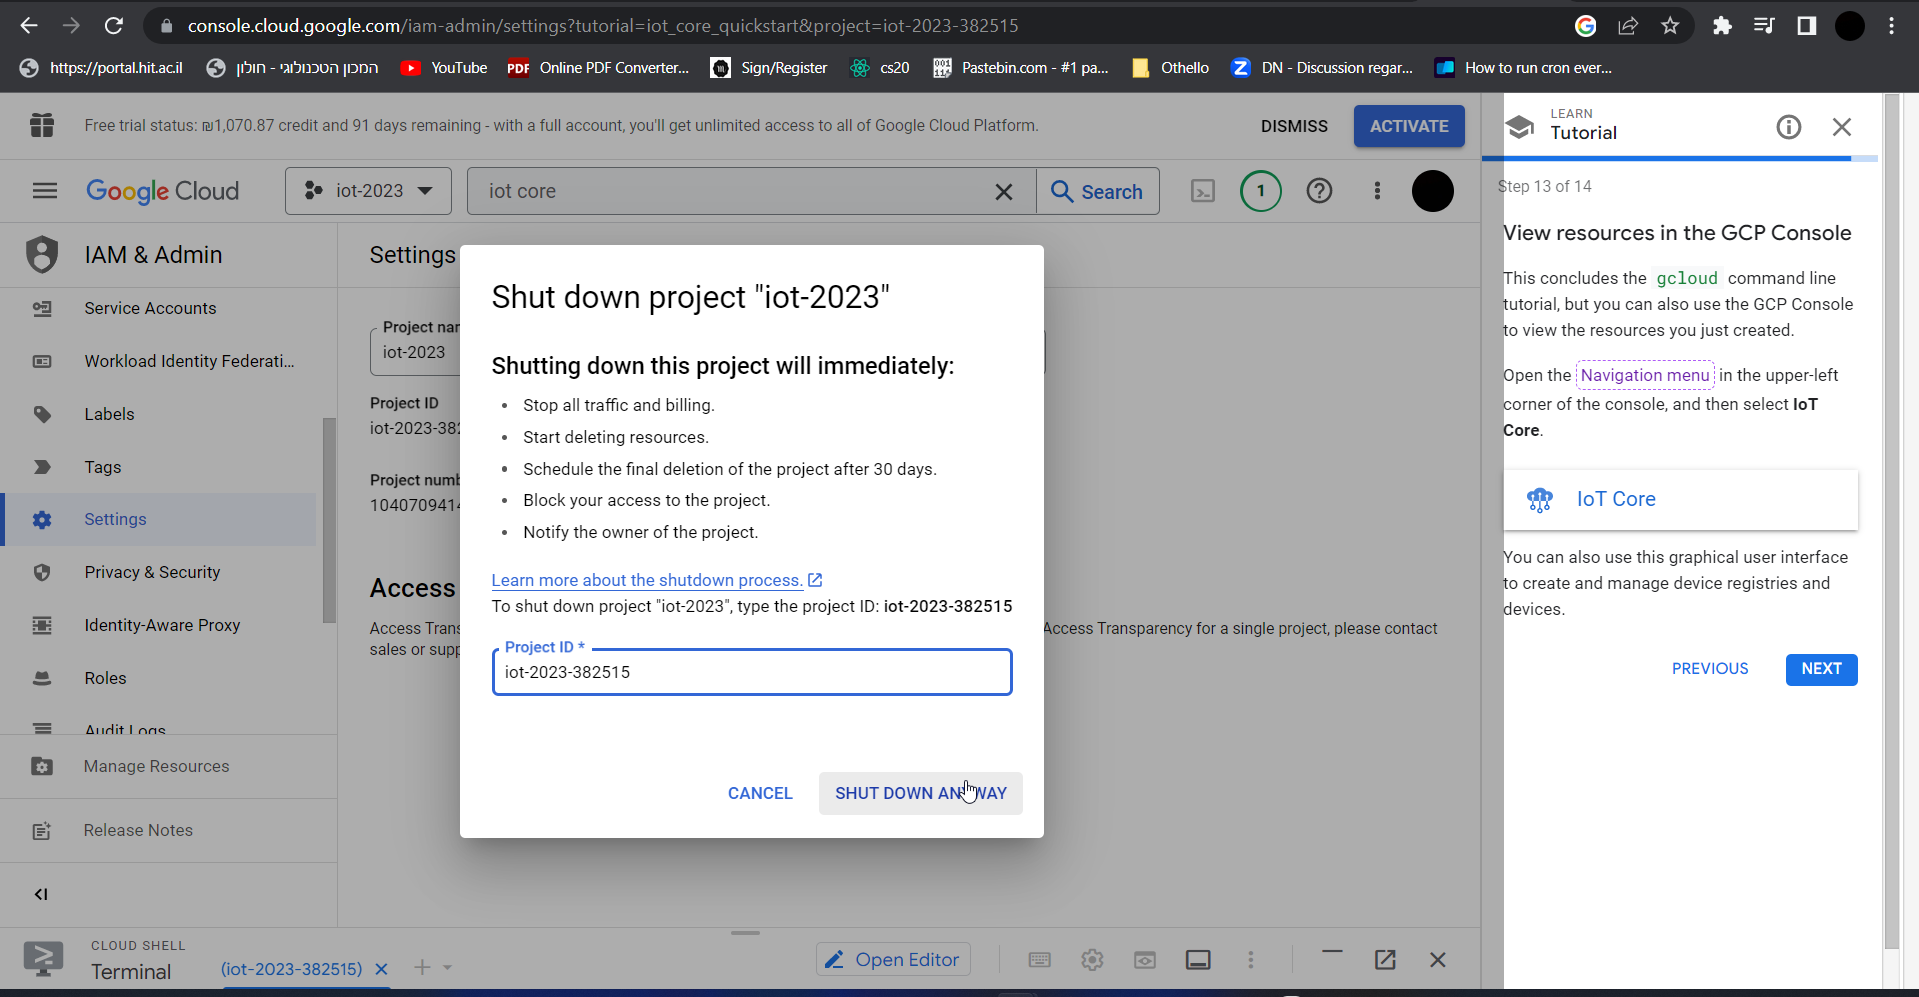 console.cloud.google.com/iam-admin/settings?tutorial=iot_core_quickstart&project=iot-2023-382515
https://portal.hit.ac.il
המכון הטכנולוגי - חולון
YouTube
PDF
Online PDF Converter...
m
Sign/Register
cs20
Pastebin.com - #1 pa...
Othello
Z
DN - Discussion regar...
How to run cron ever...
Free trial status: ₪1,070.87 credit and 91 days remaining - with a full account, you'll get unlimited access to all of Google Cloud Platform.
DISMISS
ACTIVATE
Google Cloud
iot-2023
iot core
Search
1
IAM & Admin
Service Accounts
Workload Identity Federati...
Labels
Tags
Settings
Privacy & Security
Identity-Aware Proxy
Roles
Audit Logs
Manage Resources
Release Notes
Settings
Project nar
iot-2023
Project ID
iot-2023-382
Project numb
1040709414
Access
Access Trans
sales or supp
Access Transparency for a single project, please contact
Shut down project "iot-2023"
Shutting down this project will immediately:
• Stop all traffic and billing.
• Start deleting resources.
• Schedule the final deletion of the project after 30 days.
• Block your access to the project.
• Notify the owner of the project.
Learn more about the shutdown process.
To shut down project "iot-2023", type the project ID: iot-2023-382515
Project ID *
iot-2023-382515
CANCEL
SHUT DOWN ANYWAY
LEARN
Tutorial
Step 13 of 14
View resources in the GCP Console
This concludes the gcloud command line
tutorial, but you can also use the GCP Console
to view the resources you just created.
Open the Navigation menu in the upper-left
corner of the console, and then select IoT
Core.
IoT Core
You can also use this graphical user interface
to create and manage device registries and
devices.
PREVIOUS
NEXT
CLOUD SHELL
Terminal
(iot-2023-382515)
Open Editor